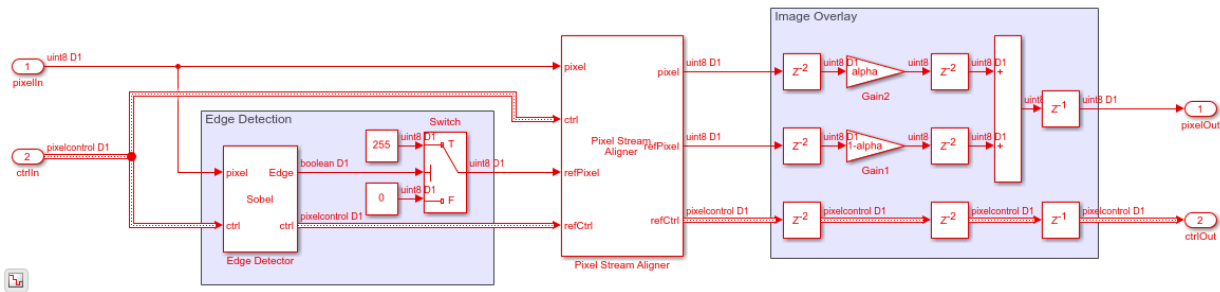 Image Overlay
uint8 D1
1
pixelIn
pixel
pixel
uint8 D1
Z-2
uint8 D1
alpha
Gain2
uint8 D1
Z-2
uint8 D1
+
Edge Detection
Switch
ctrl
uint8
Z-1
uint8 D1
1
pixelOut
pixelcontrol D1
2
ctrlIn
255
uint8 D1
T
Pixel Stream
Aligner
refPixel
uint8 D1
Z-2
uint8 D1
1-alpha
Gain1
uint8 D1
Z-2
uint8 D1
+
pixel
Edge
boolean D1
uint8 D1
refPixel
Sobel
0
uint8 D1
F
ctrl
ctrl
pixelcontrol D1
refCtrl
refCtrl
pixelcontrol D1
Z-2
pixelcontrol D1
Z-2
pixelcontrol D1
Z-1
pixelcontrol D1
2
ctrlOut
Edge Detector
Pixel Stream Aligner